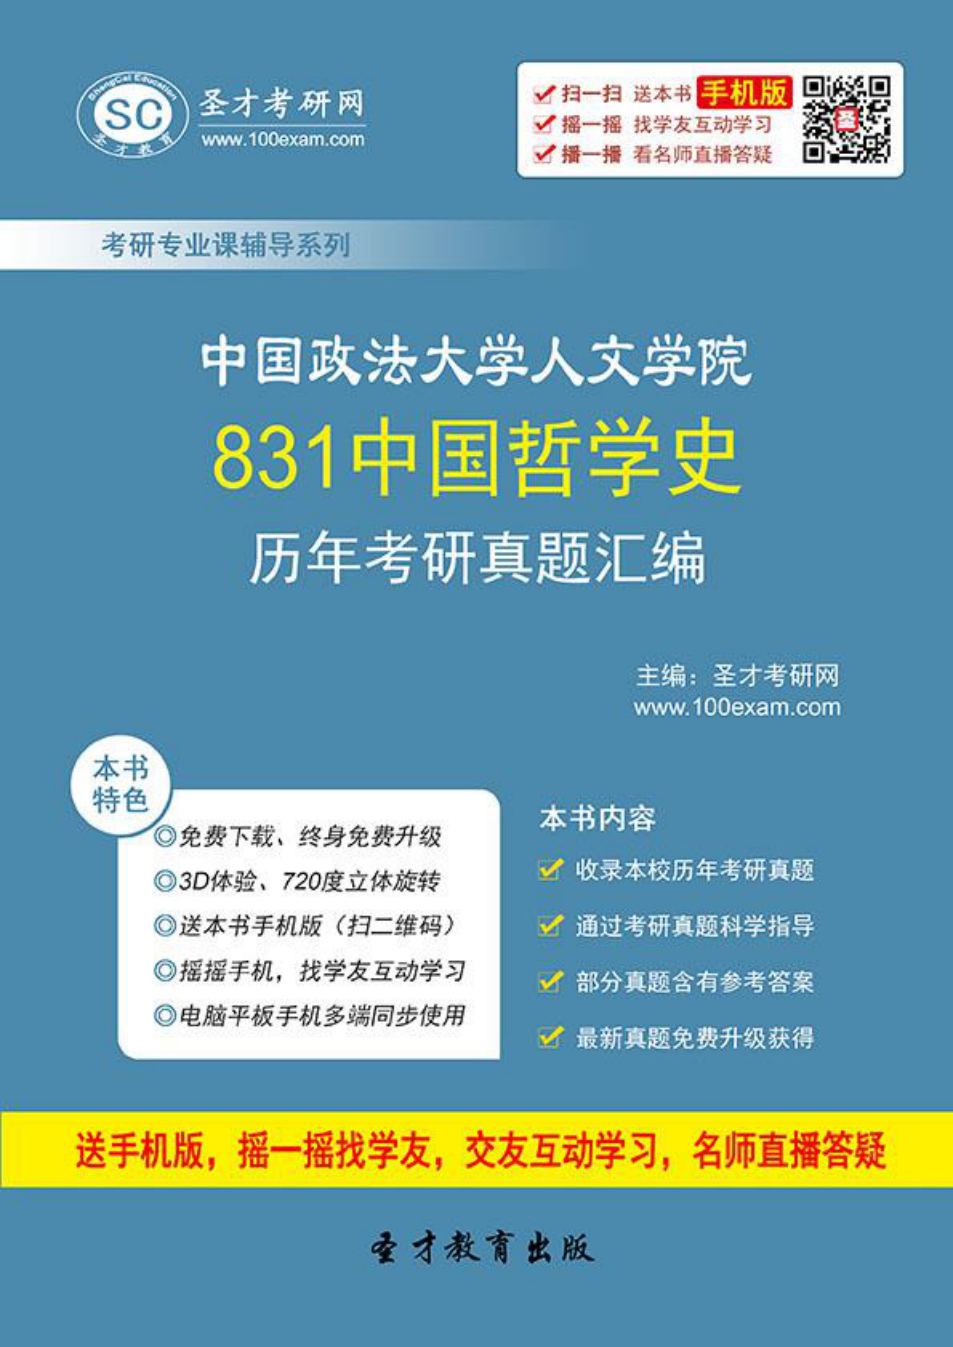 ShengCai Education
SC
圣才教育
圣才考研网
www.100exam.com
扫一扫 送本书 手机版
摇一摇 找学友互动学习
播一播 看名师直播答疑
圣
考研专业课辅导系列
中国政法大学人文学院
831中国哲学史
历年考研真题汇编
主编：圣才考研网
www.100exam.com
本书
特色
◎免费下载、终身免费升级
◎3D体验、720度立体旋转
◎送本书手机版（扫二维码）
◎摇摇手机，找学友互动学习
◎电脑平板手机多端同步使用
本书内容
收录本校历年考研真题
通过考研真题科学指导
部分真题含有参考答案
最新真题免费升级获得
送手机版，摇一摇找学友，交友互动学习，名师直播答疑
圣才教育出版